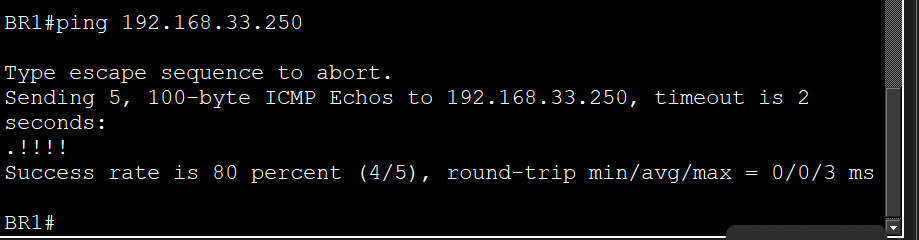 BR1#ping 192.168.33.250
Type escape sequence to abort.
Sending 5, 100-byte ICMP Echos to 192.168.33.250, timeout is 2
seconds:
.!!!!
Success rate is 80 percent (4/5), round-trip min/avg/max = 0/0/3 ms
BR1#